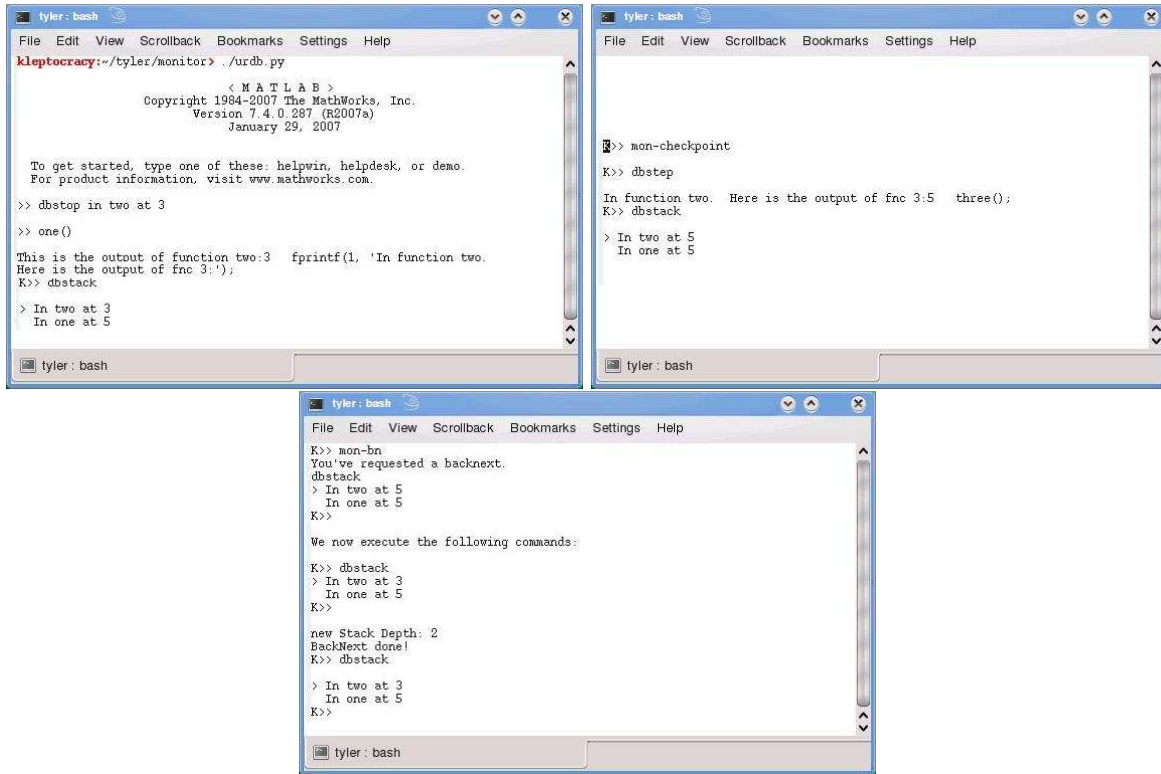 tyler : bash
File Edit View Scrollback Bookmarks Settings Help
kleptocracy:~/tyler/monitor> ./urdb.py
< M A T L A B >
Copyright 1984-2007 The MathWorks, Inc.
Version 7.4.0.287 (R2007a)
January 29, 2007
To get started, type one of these: helpwin, helpdesk, or demo.
For product information, visit www.mathworks.com.
>> dbstop in two at 3
>> one()
This is the output of function two:3   fprintf(1, 'In function two.
Here is the output of fnc 3:');
K>> dbstack
> In two at 3
In one at 5
tyler : bash
tyler : bash
File Edit View Scrollback Bookmarks Settings Help
K>> mon-checkpoint
K>> dbstep
In function two.  Here is the output of fnc 3:5   three();
K>> dbstack
> In two at 5
In one at 5
tyler : bash
tyler : bash
File Edit View Scrollback Bookmarks Settings Help
K>> mon-bn
You've requested a backnext.
dbstack
> In two at 5
In one at 5
K>>
We now execute the following commands:
K>> dbstack
> In two at 3
In one at 5
K>>
new Stack Depth: 2
BackNext done!
K>> dbstack
> In two at 3
In one at 5
K>>
tyler : bash